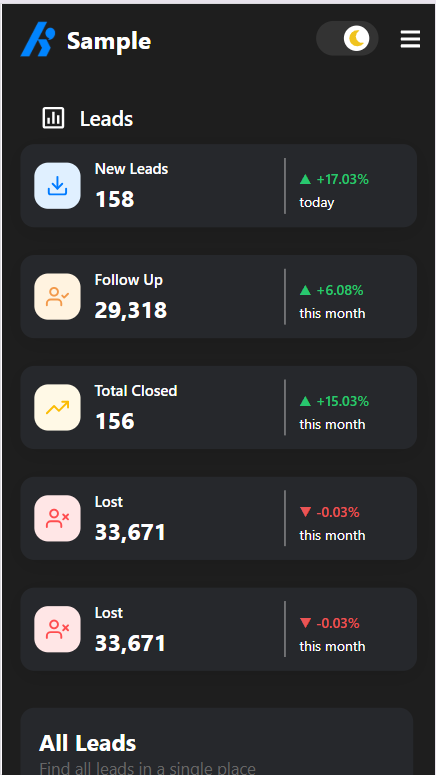 Sample
Leads
New Leads
158
▲ +17.03%
today
Follow Up
29,318
▲ +6.08%
this month
Total Closed
156
▲ +15.03%
this month
Lost
33,671
▼ -0.03%
this month
Lost
33,671
▼ -0.03%
this month
All Leads
Find all leads in a single place